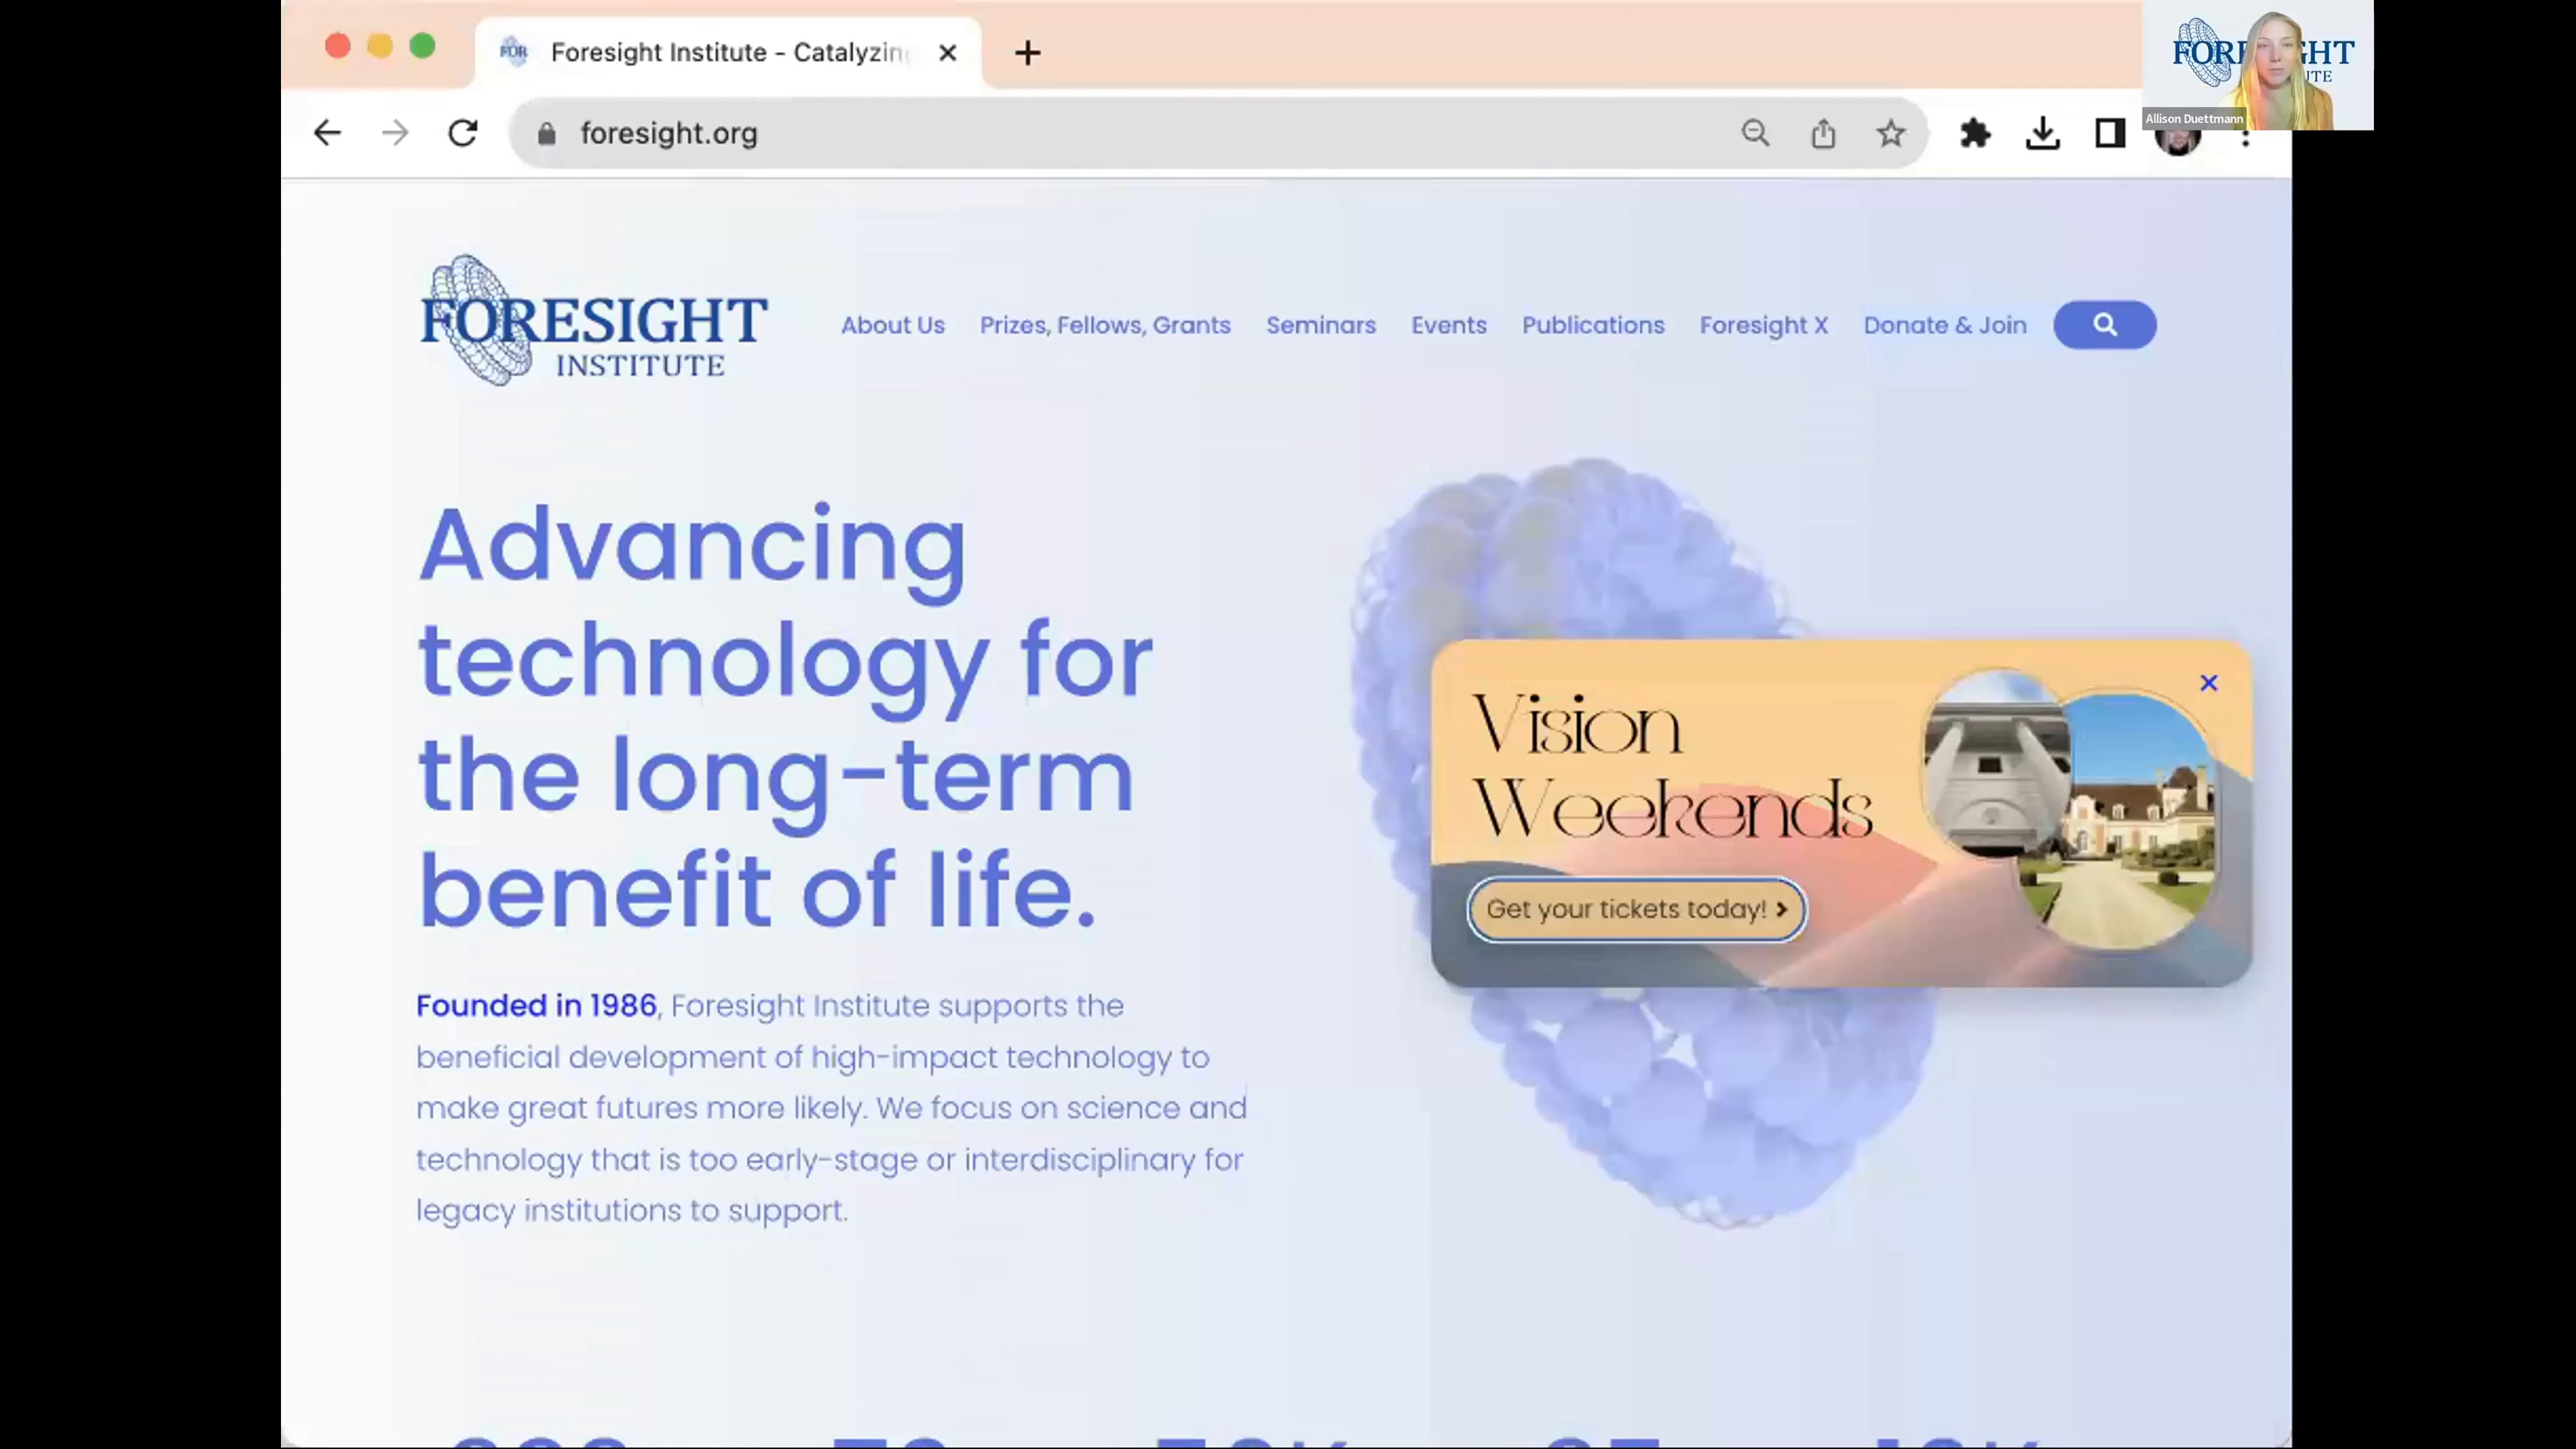 Foresight Institute - Catalyzing
foresight.org
FORESIGHT
Allison Duettmann
FORESIGHT
INSTITUTE
About Us
Prizes, Fellows, Grants
Seminars
Events
Publications
Foresight X
Donate & Join
Advancing
technology for
the long-term
benefit of life.
Vision
Weekends
Get your tickets today!
Founded in 1986, Foresight Institute supports the
beneficial development of high-impact technology to
make great futures more likely. We focus on science and
technology that is too early-stage or interdisciplinary for
legacy institutions to support.